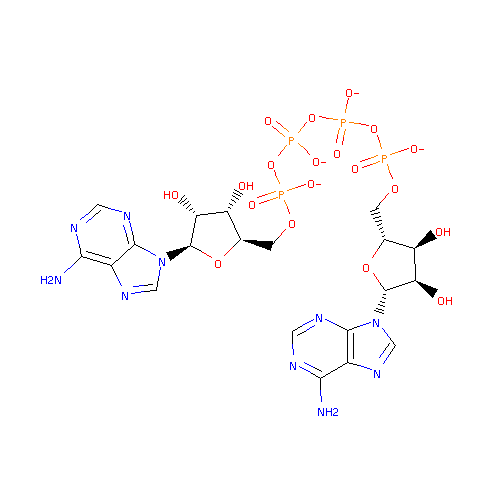 O−
O P O P O−
O O P O
O P O− O O−
O
HO OH O P O− O
O
N N OH
N N O O OH
H2N N N
N N
N N
NH2